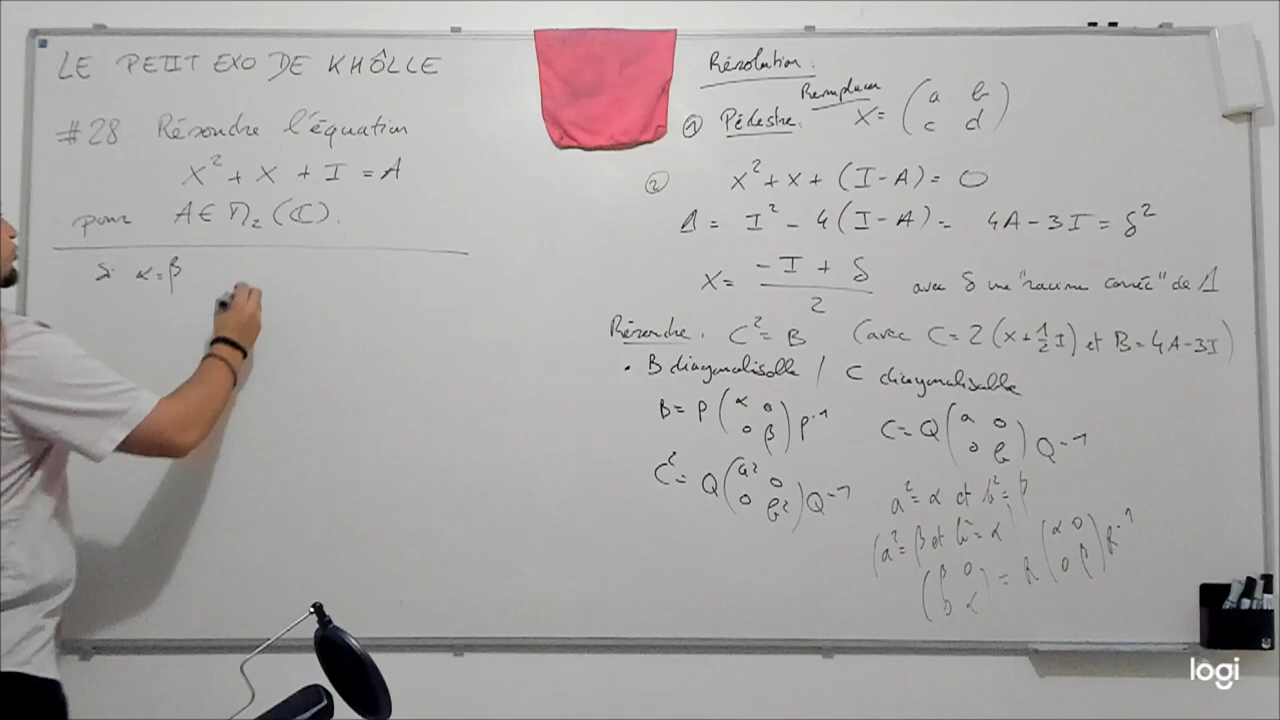 LE PETIT EXO DE KHÔLLE
#28 Résoudre l'équation
X² + X + I = A
pour A ∈ M₂(ℂ).
Si α = β
Résolution :
① Pédestre. Remplacer X = (a b
c d)
② X² + X + (I - A) = 0
Δ = I² - 4(I - A) = 4A - 3I = δ²
X = (-I + δ)/2 avec δ une "racine carrée" de Δ
Résoudre. C² = B (avec C = 2(X + 1/2 I) et B = 4A - 3I)
• B diagonalisable / C diagonalisable
B = P (α 0
0 β) P⁻¹
C = Q (a 0
0 b) Q⁻¹
C² = Q (a² 0
0 b²) Q⁻¹
a² = α et b² = β
(a² = β et b² = α)
(β 0
0 α) = R (α 0
0 β) R⁻¹
logi